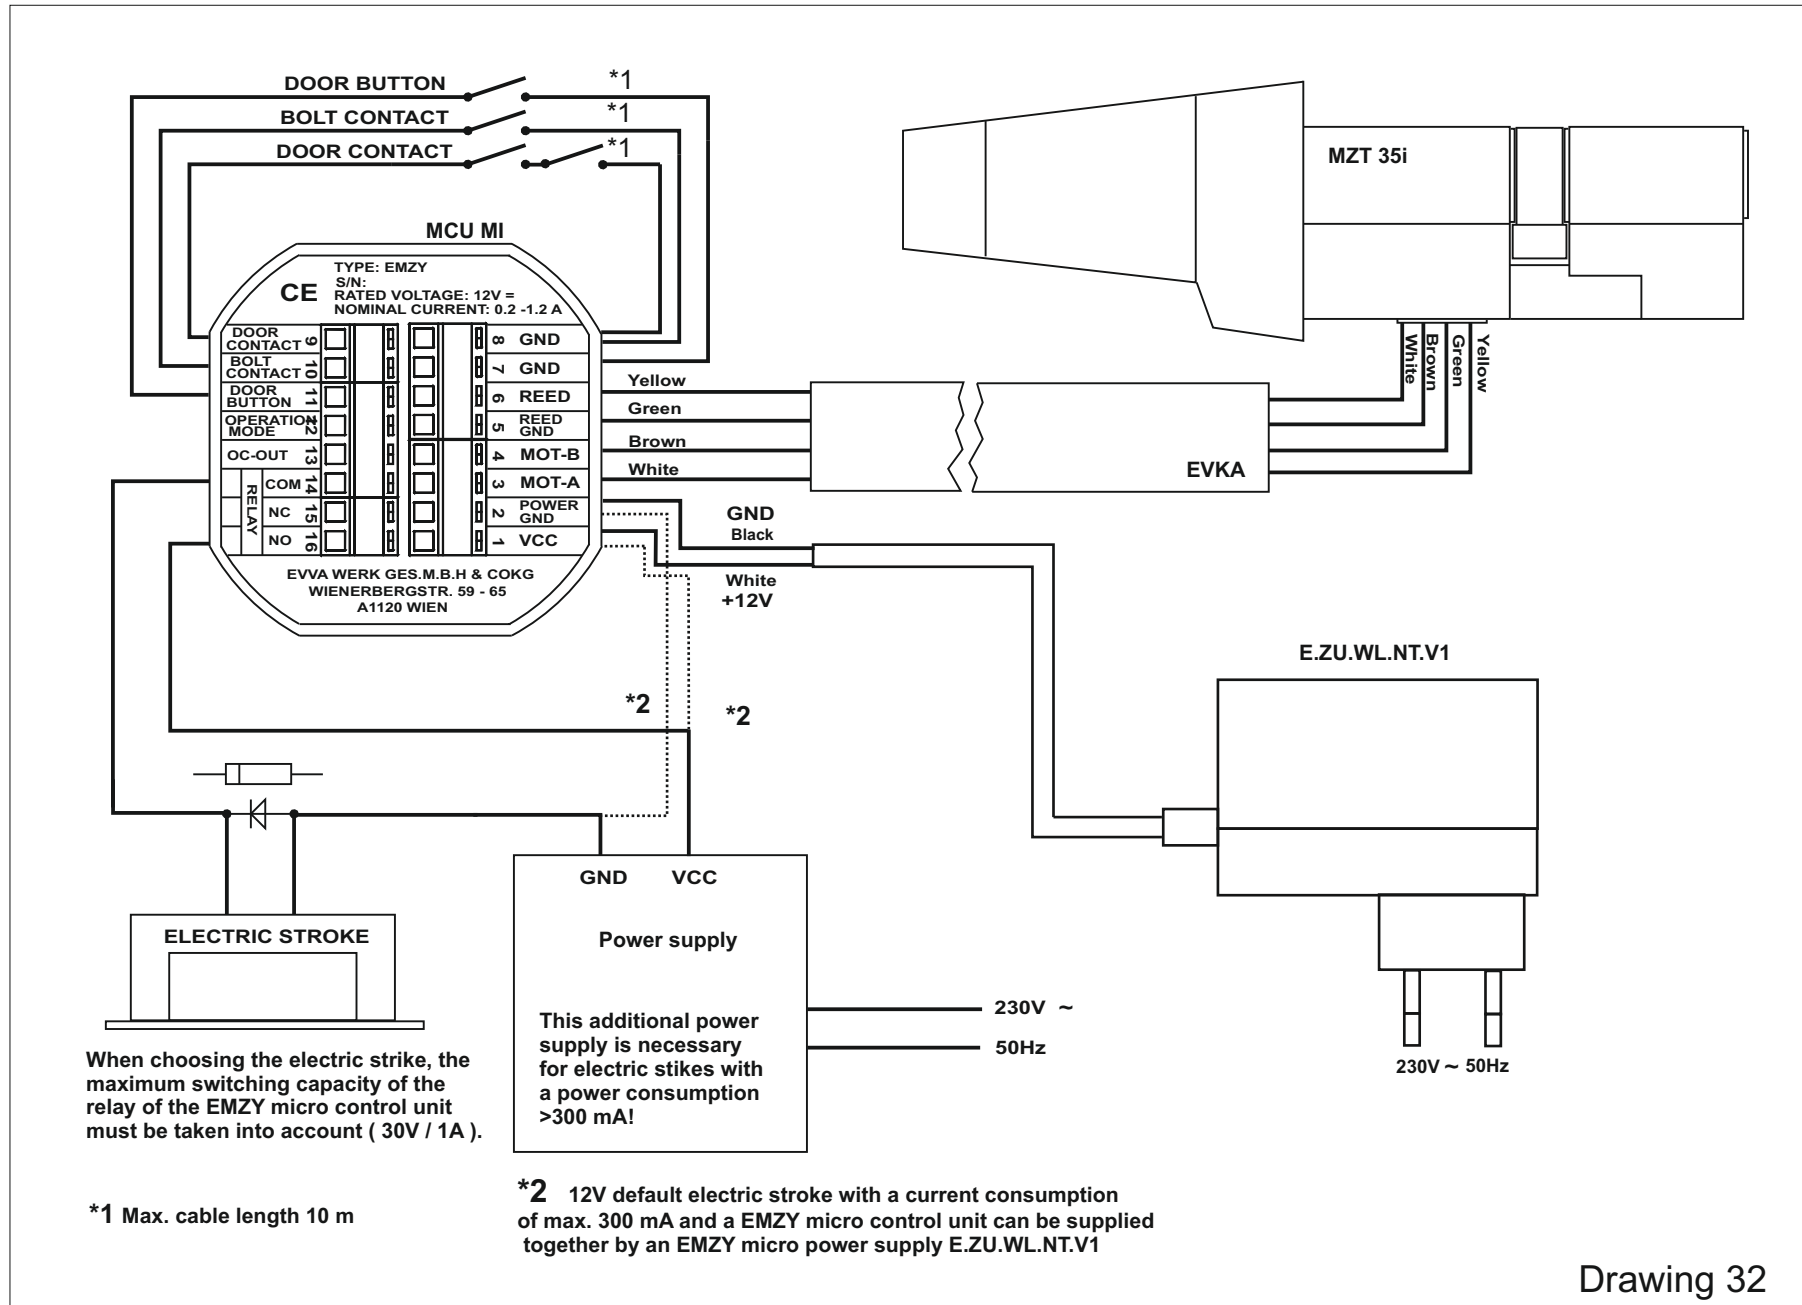 DOOR BUTTON
*1
BOLT CONTACT
*1
DOOR CONTACT
*1
MCU MI
TYPE: EMZY
S/N:
CE
RATED VOLTAGE: 12V =
NOMINAL CURRENT: 0.2 -1.2 A
DOOR
CONTACT
9
8
GND
BOLT
CONTACT
10
7
GND
DOOR
BUTTON
11
6
REED
OPERATION
MODE
12
5
REED
GND
OC-OUT
13
4
MOT-B
RELAY
COM
14
3
MOT-A
NC
15
2
POWER
GND
NO
16
1
VCC
EVVA WERK GES.M.B.H & COKG
WIENERBERGSTR. 59 - 65
A1120 WIEN
MZT 35i
White
Brown
Green
Yellow
Yellow
Green
Brown
White
EVKA
GND
Black
White
+12V
*2
*2
E.ZU.WL.NT.V1
230V ~ 50Hz
GND
VCC
Power supply
This additional power
supply is necessary
for electric stikes with
a power consumption
>300 mA!
230V ~
50Hz
ELECTRIC STROKE
When choosing the electric strike, the
maximum switching capacity of the
relay of the EMZY micro control unit
must be taken into account ( 30V / 1A ).
*1 Max. cable length 10 m
*2 12V default electric stroke with a current consumption
of max. 300 mA and a EMZY micro control unit can be supplied
together by an EMZY micro power supply E.ZU.WL.NT.V1
Drawing 32